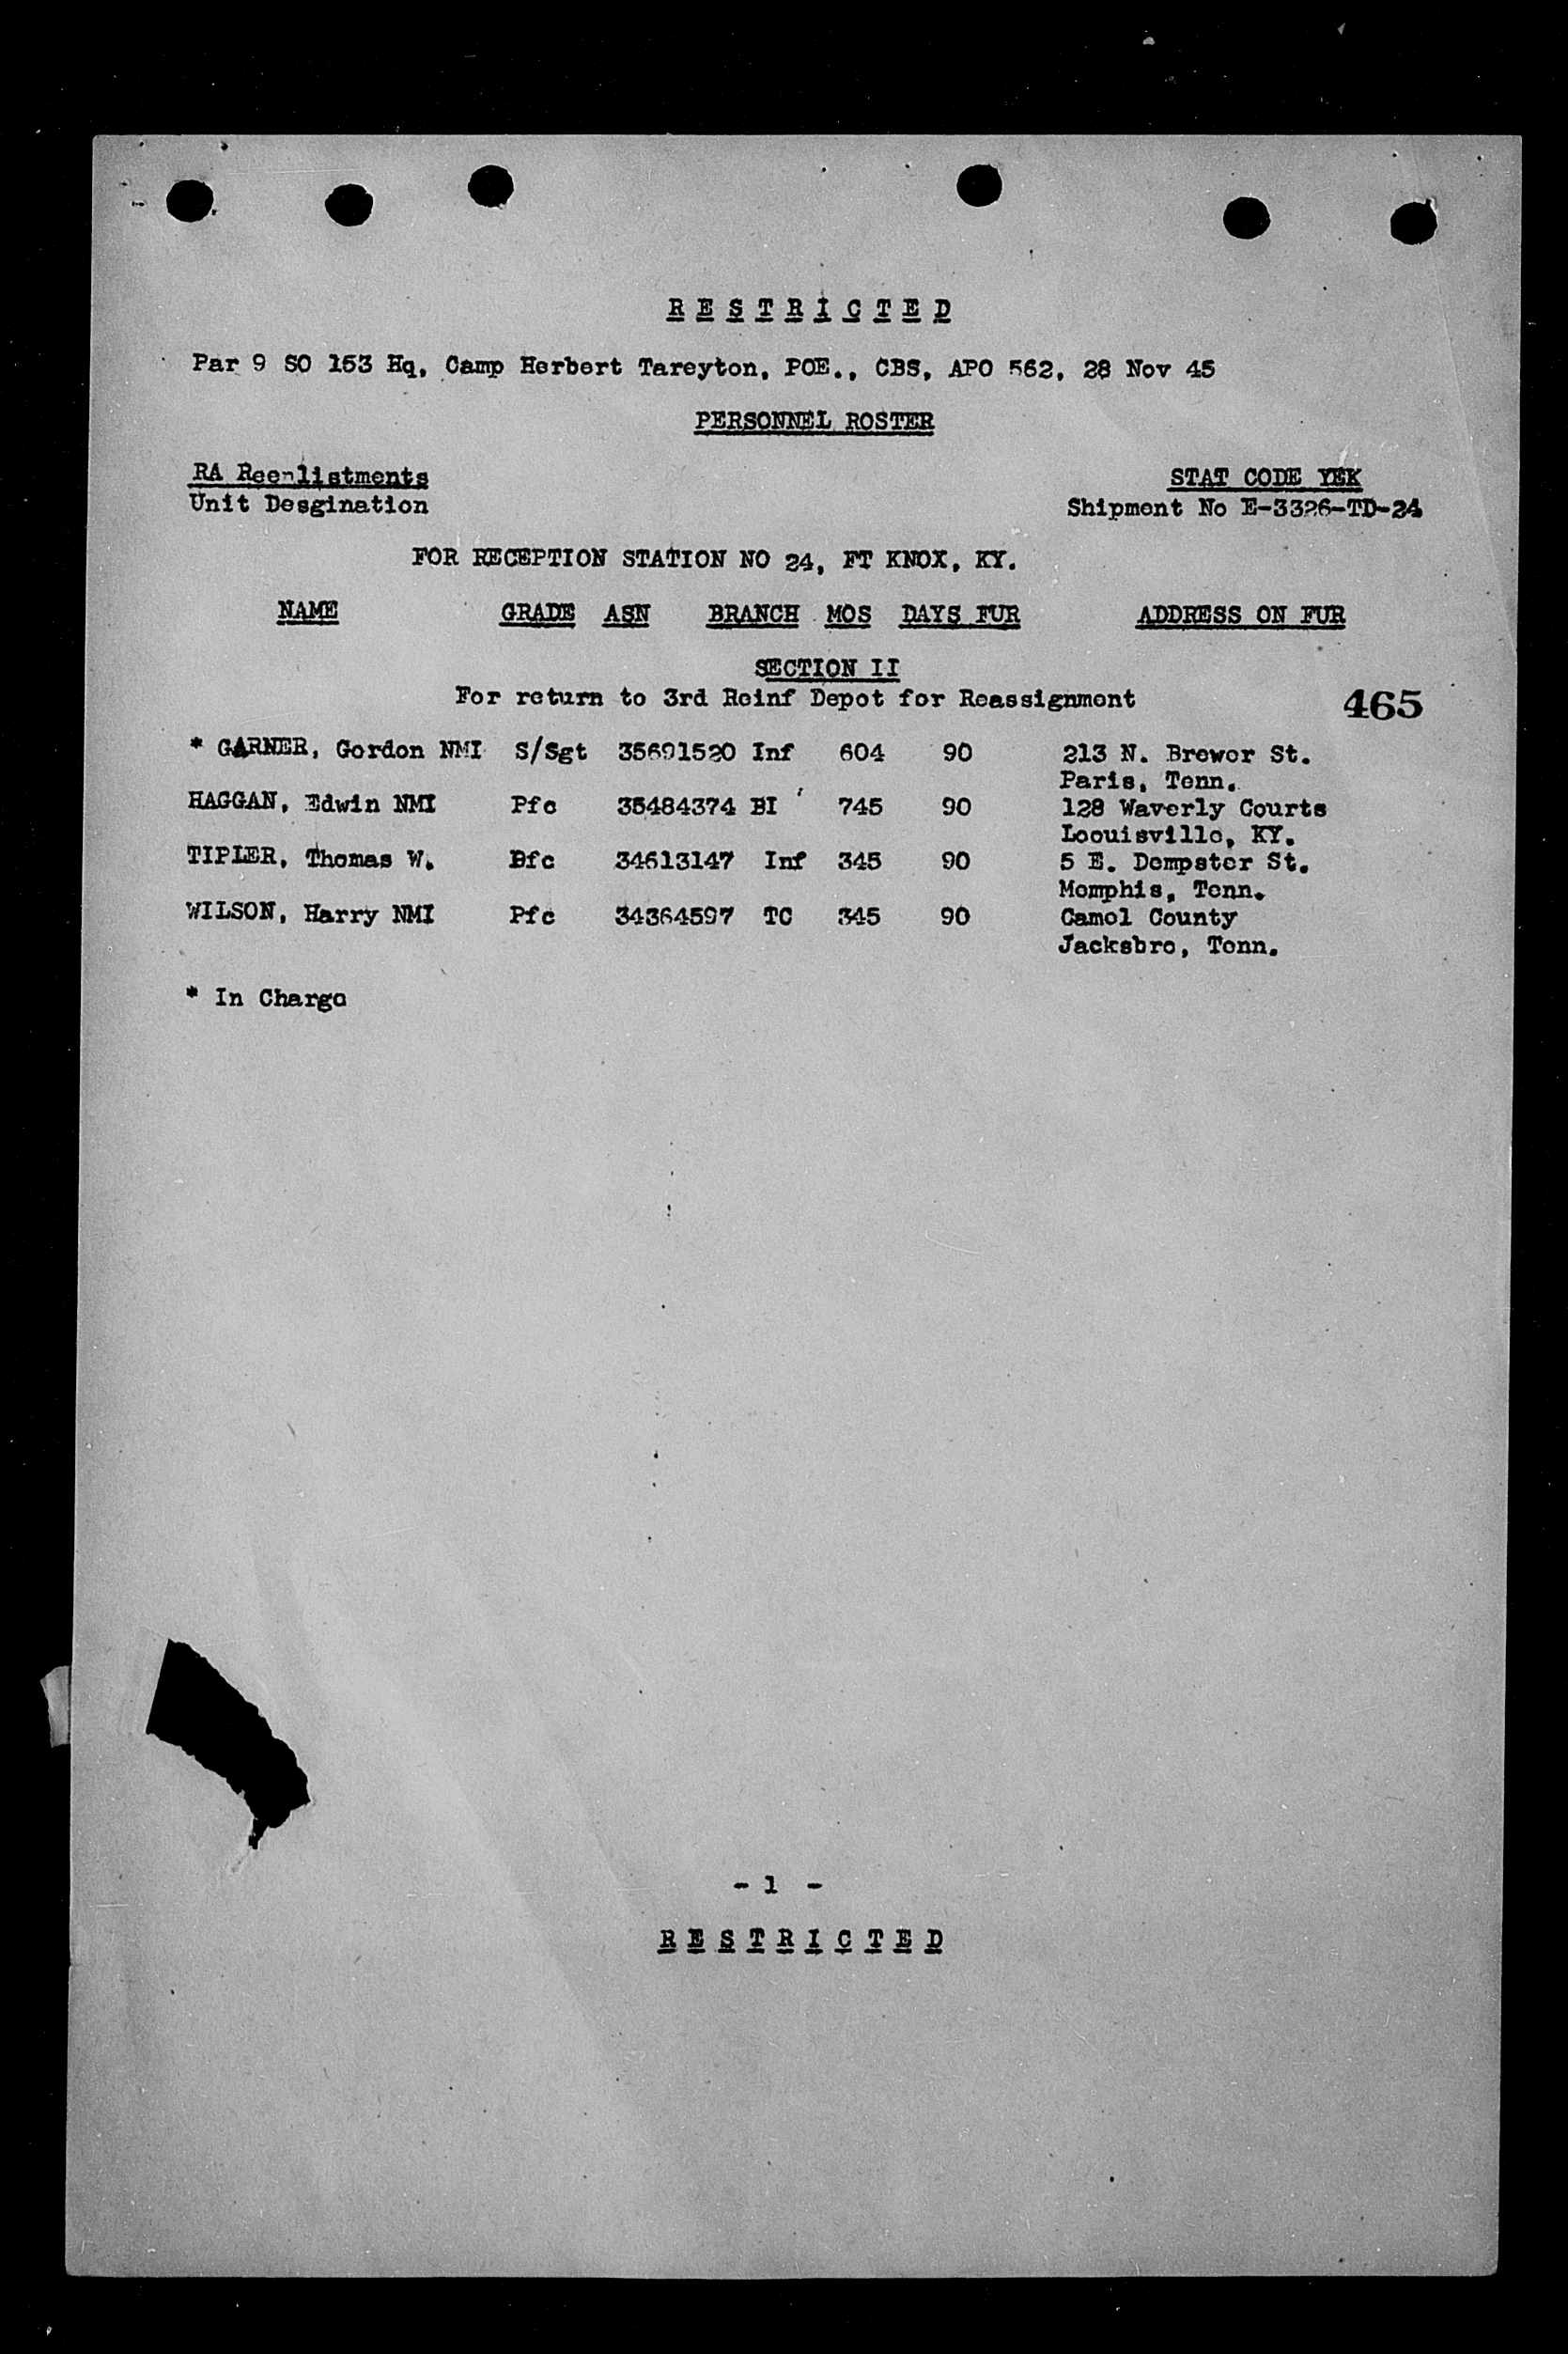 RESTRICTED
Par 9 SO 153 Hq, Camp Herbert Tareyton, POE., CBS, APO 562, 28 Nov 45
PERSONNEL ROSTER
RA Reenlistments STAT CODE YEK
Unit Desgination Shipment No E-3326-TD-24
FOR RECEPTION STATION NO 24, FT KNOX, KY.
NAME GRADE ASN BRANCH MOS DAYS FUR ADDRESS ON FUR
SECTION II
For return to 3rd Reinf Depot for Reassignment 465
* GARNER, Gordon NMI S/Sgt 35691520 Inf 604 90 213 N. Brewer St.
Paris, Tenn.
HAGGAN, Edwin NMI Pfc 35484374 BI 745 90 128 Waverly Courts
Loouisville, KY.
TIPLER, Thomas W. Pfc 34613147 Inf 345 90 5 E. Dempster St.
Memphis, Tenn.
WILSON, Harry NMI Pfc 34364597 TC 345 90 Camel County
Jacksbro, Tenn.
* In Charge
- 1 -
RESTRICTED